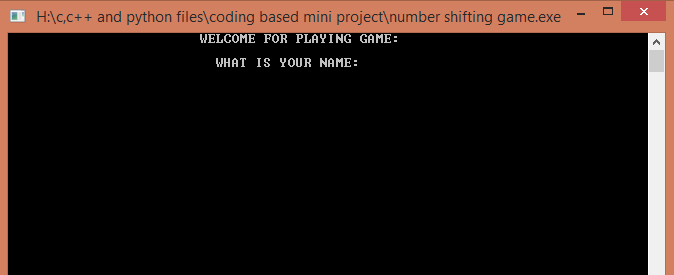 H:\c,c++ and python files\coding based mini project\number shifting game.exe
WELCOME FOR PLAYING GAME:
WHAT IS YOUR NAME: